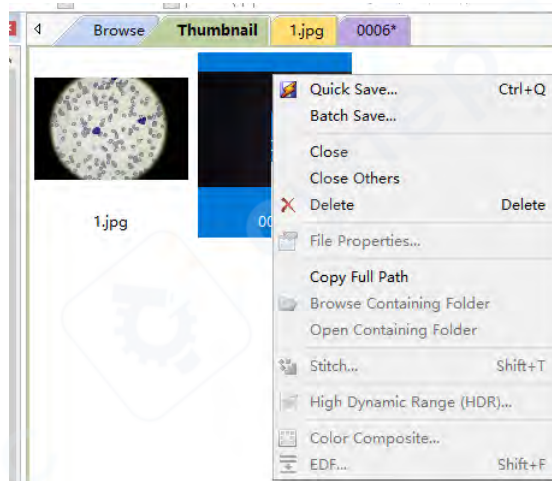 Browse Thumbnail 1.jpg 0006*
Quick Save... Ctrl+Q
Batch Save...
Close
Close Others
Delete Delete
1.jpg
File Properties...
Copy Full Path
Browse Containing Folder
Open Containing Folder
Stitch... Shift+T
High Dynamic Range (HDR)...
Color Composite...
EDF... Shift+F